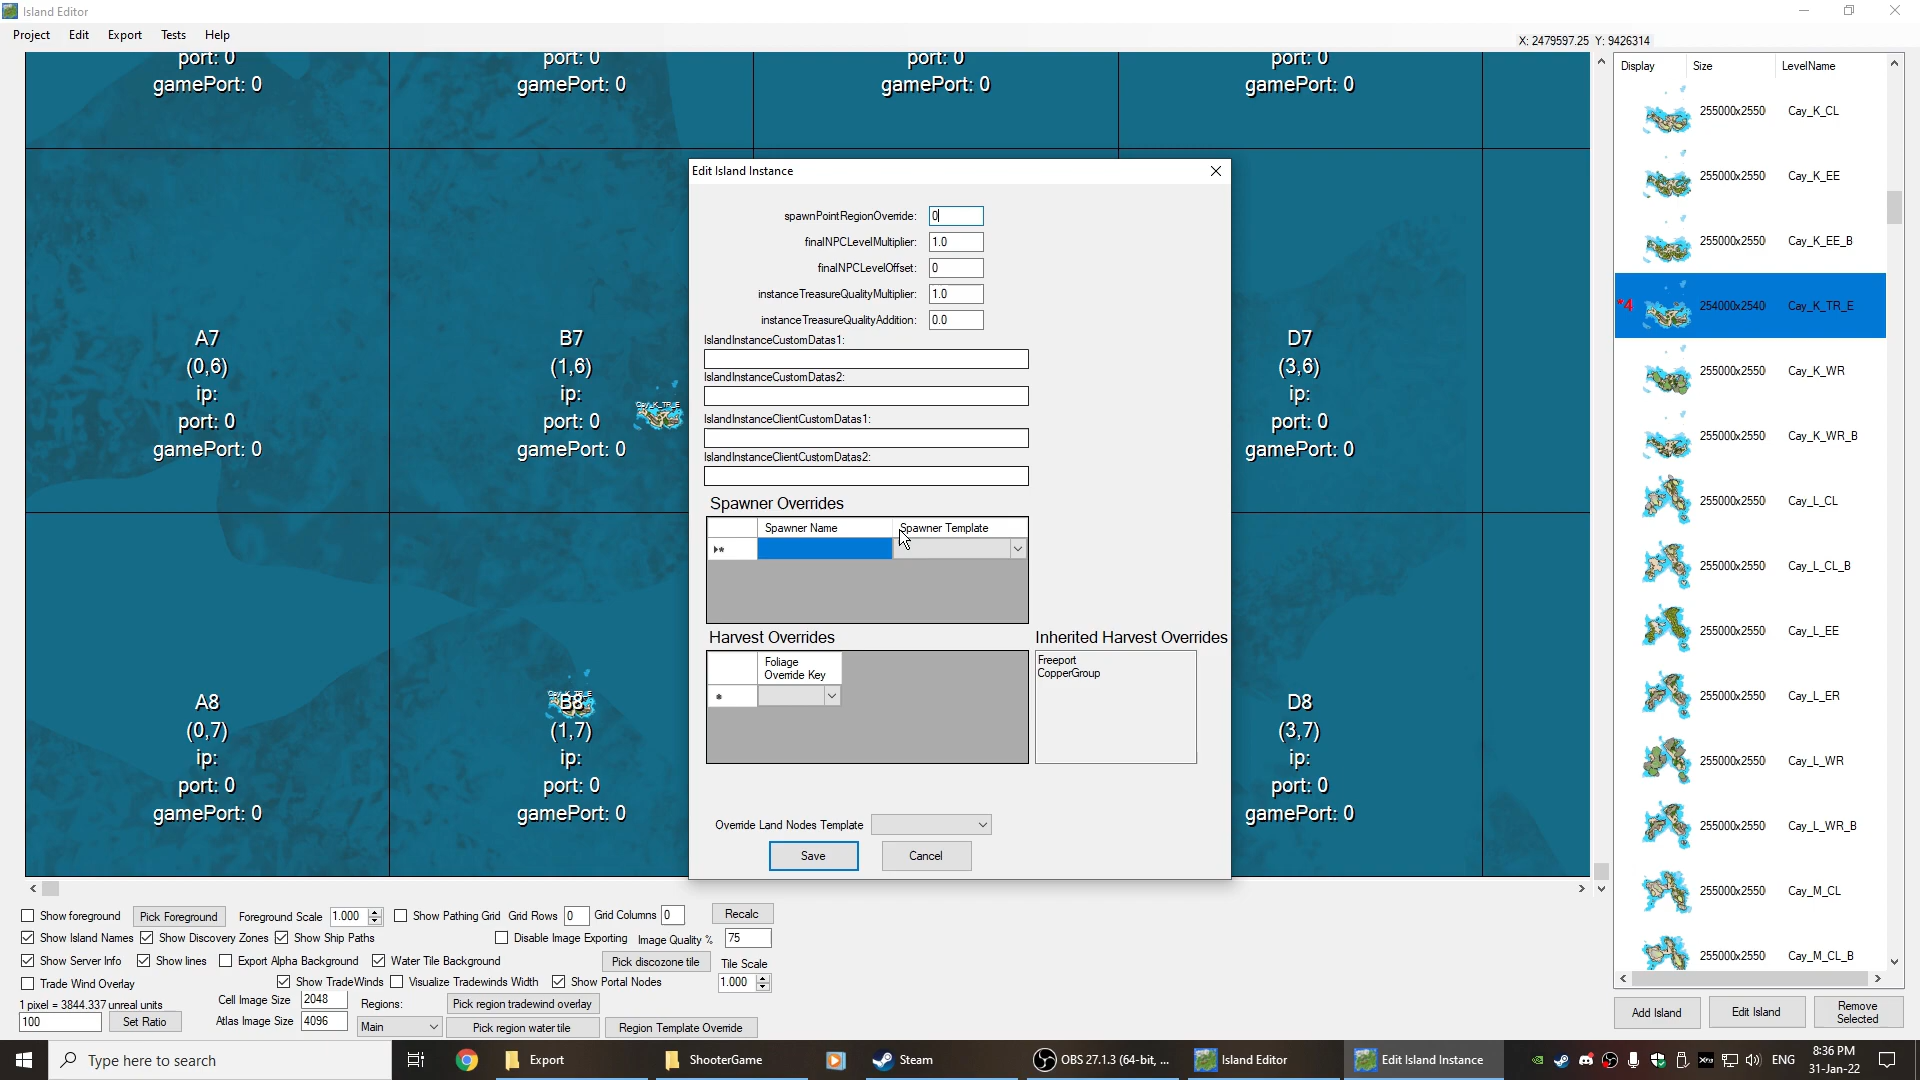 Island Editor
Project Edit Export Tests Help
X: 2479597.25 Y: 9426314
port: 0 port: 0 port: 0 port: 0
gamePort: 0 gamePort: 0 gamePort: 0 gamePort: 0
Display Size LevelName
255000x2550 Cay_K_CL
255000x2550 Cay_K_EE
255000x2550 Cay_K_EE_B
*4 254000x2540 Cay_K_TR_E
255000x2550 Cay_K_WR
255000x2550 Cay_K_WR_B
255000x2550 Cay_L_CL
255000x2550 Cay_L_CL_B
255000x2550 Cay_L_EE
255000x2550 Cay_L_ER
255000x2550 Cay_L_WR
255000x2550 Cay_L_WR_B
255000x2550 Cay_M_CL
255000x2550 Cay_M_CL_B
Add Island Edit Island Remove
Selected
A7
(0,6)
ip:
port: 0
gamePort: 0
B7
(1,6)
ip:
port: 0
gamePort: 0
Cay_K_TR_E
D7
(3,6)
ip:
port: 0
gamePort: 0
A8
(0,7)
ip:
port: 0
gamePort: 0
Cay_K_TR_E
B8
(1,7)
ip:
port: 0
gamePort: 0
D8
(3,7)
ip:
port: 0
gamePort: 0
Edit Island Instance
spawnPointRegionOverride: 0
finalNPCLevelMultiplier: 1.0
finalNPCLevelOffset: 0
instanceTreasureQualityMultiplier: 1.0
instanceTreasureQualityAddition: 0.0
IslandInstanceCustomDatas1:
IslandInstanceCustomDatas2:
IslandInstanceClientCustomDatas1:
IslandInstanceClientCustomDatas2:
Spawner Overrides
Spawner Name Spawner Template
Harvest Overrides Inherited Harvest Overrides
Foliage
Override Key
Freeport
CopperGroup
Override Land Nodes Template
Save Cancel
Show foreground Pick Foreground Foreground Scale 1.000 Show Pathing Grid Grid Rows 0 Grid Columns 0 Recalc
Show Island Names Show Discovery Zones Show Ship Paths Disable Image Exporting Image Quality % 75
Show Server Info Show lines Export Alpha Background Water Tile Background Pick discozone tile Tile Scale
Trade Wind Overlay Show TradeWinds Visualize Tradewinds Width Show Portal Nodes 1.000
1 pixel = 3844.337 unreal units Cell Image Size 2048 Regions: Pick region tradewind overlay
100 Set Ratio Atlas Image Size 4096 Main Pick region water tile Region Template Override
Type here to search Export ShooterGame Steam OBS 27.1.3 (64-bit, ... Island Editor Edit Island Instance ENG 8:36 PM
31-Jan-22